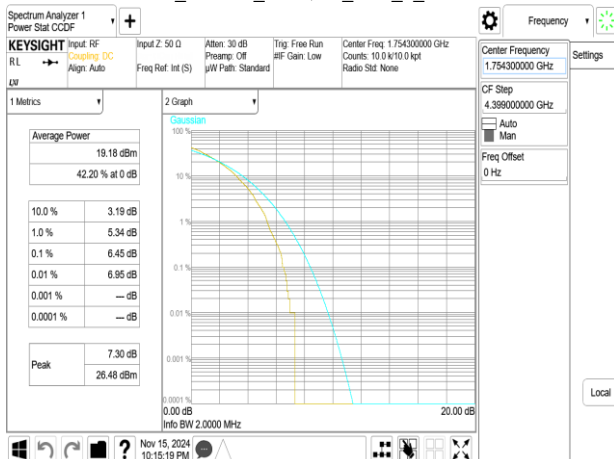 Spectrum Analyzer 1
Power Stat CCDF
Frequency
KEYSIGHT
RL
LXI
Input: RF
Coupling: DC
Align: Auto
Input Z: 50 Ω
Freq Ref: Int (S)
Atten: 30 dB
Preamp: Off
µW Path: Standard
Trig: Free Run
#IF Gain: Low
Center Freq: 1.754300000 GHz
Counts: 10.0 k/10.0 kpt
Radio Std: None
Center Frequency
1.754300000 GHz
Settings
CF Step
4.399000000 GHz
Auto
Man
Freq Offset
0 Hz
Local
1 Metrics
Average Power
19.18 dBm
42.20 % at 0 dB
10.0 % 3.19 dB
1.0 % 5.34 dB
0.1 % 6.45 dB
0.01 % 6.95 dB
0.001 % — dB
0.0001 % — dB
Peak
7.30 dB
26.48 dBm
2 Graph
Gaussian
100 %
10 %
1 %
0.1 %
0.01 %
0.001 %
0.0001 %
0.00 dB 20.00 dB
Info BW 2.0000 MHz
?
Nov 15, 2024
10:15:19 PM